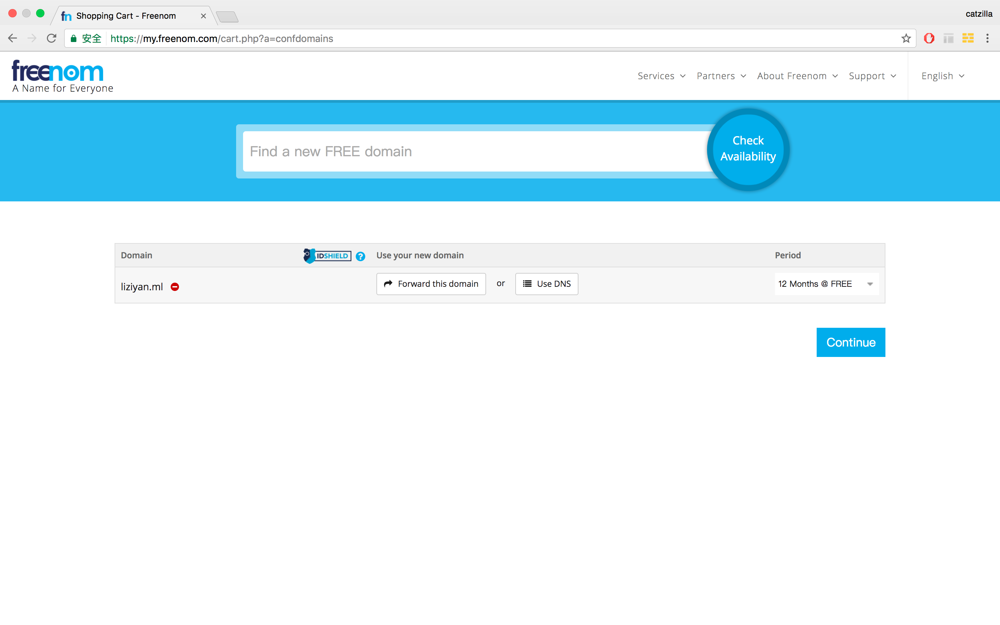 Shopping Cart - Freenom
catzilla
安全 https://my.freenom.com/cart.php?a=confdomains
freenom
A Name for Everyone
Services Partners About Freenom Support English
Find a new FREE domain
Check
Availability
Domain IDSHIELD ? Use your new domain Period
liziyan.ml Forward this domain or Use DNS 12 Months @ FREE
Continue